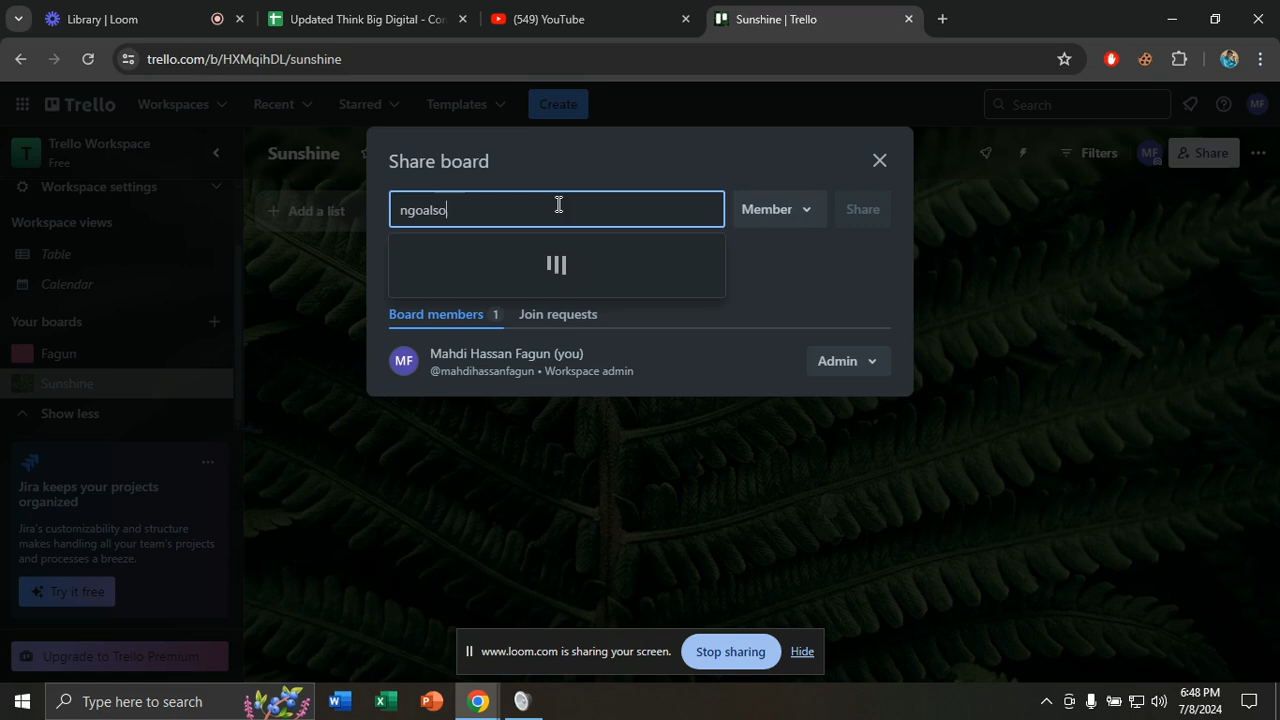 Library | Loom
Updated Think Big Digital - Con
(549) YouTube
Sunshine | Trello
trello.com/b/HXMqihDL/sunshine
Trello
Workspaces
Recent
Starred
Templates
Create
Search
MF
T
Trello Workspace
Free
Sunshine
MF
Filters
Share
Workspace settings
Add a list
Workspace views
Table
Calendar
Your boards
Fagun
Sunshine
Show less
Jira keeps your projects
organized
Jira's customizability and structure
makes handling all your team's projects
and processes a breeze.
Try it free
Upgrade to Trello Premium
Share board
ngoalso
Member
Share
Board members 1
Join requests
MF
Mahdi Hassan Fagun (you)
@mahdihassanfagun • Workspace admin
Admin
www.loom.com is sharing your screen.
Stop sharing
Hide
Type here to search
6:48 PM
7/8/2024